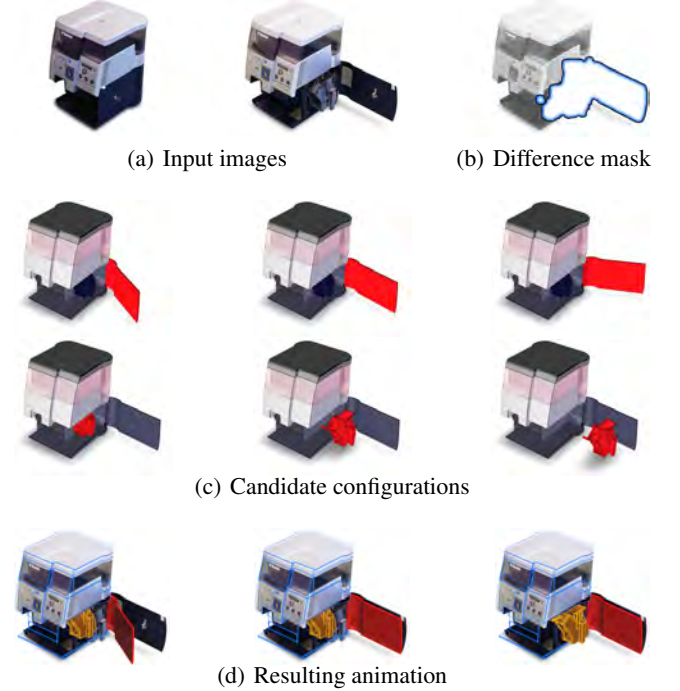 (a) Input images
(b) Difference mask
(c) Candidate configurations
(d) Resulting animation